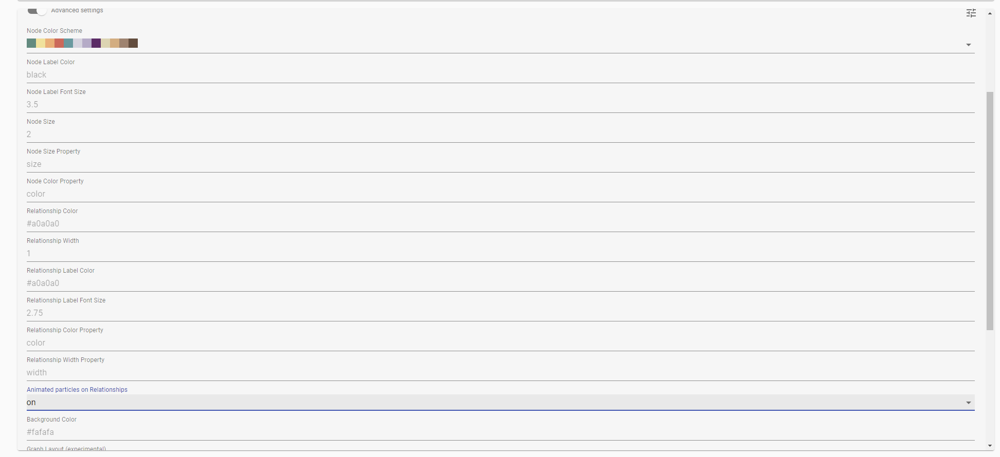 Advanced settings
Node Color Scheme
Node Label Color
black
Node Label Font Size
3.5
Node Size
2
Node Size Property
size
Node Color Property
color
Relationship Color
#a0a0a0
Relationship Width
1
Relationship Label Color
#a0a0a0
Relationship Label Font Size
2.75
Relationship Color Property
color
Relationship Width Property
width
Animated particles on Relationships
on
Background Color
#fafafa
Graph Layout (experimental)